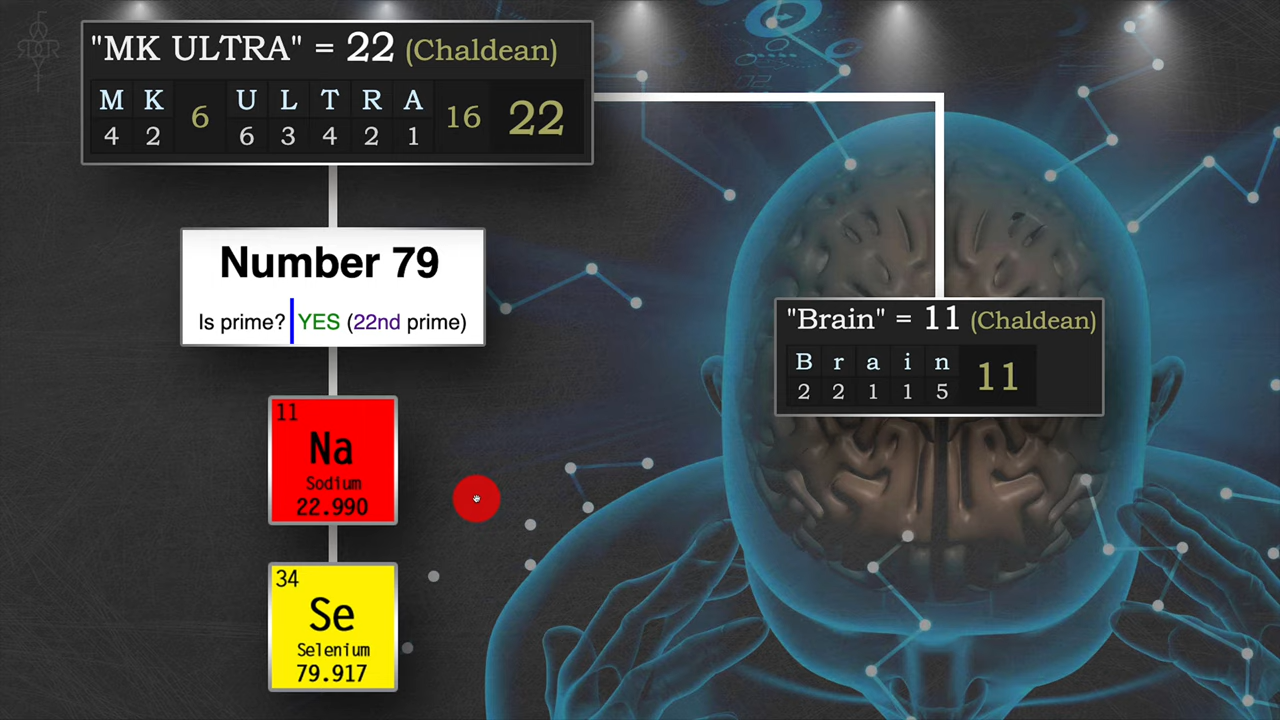 "MK ULTRA" = 22 (Chaldean)
M K 6 U L T R A 16 22
4 2 6 3 4 2 1
Number 79
Is prime? YES (22nd prime)
11
Na
Sodium
22.990
34
Se
Selenium
79.917
"Brain" = 11 (Chaldean)
B r a i n 11
2 2 1 1 5